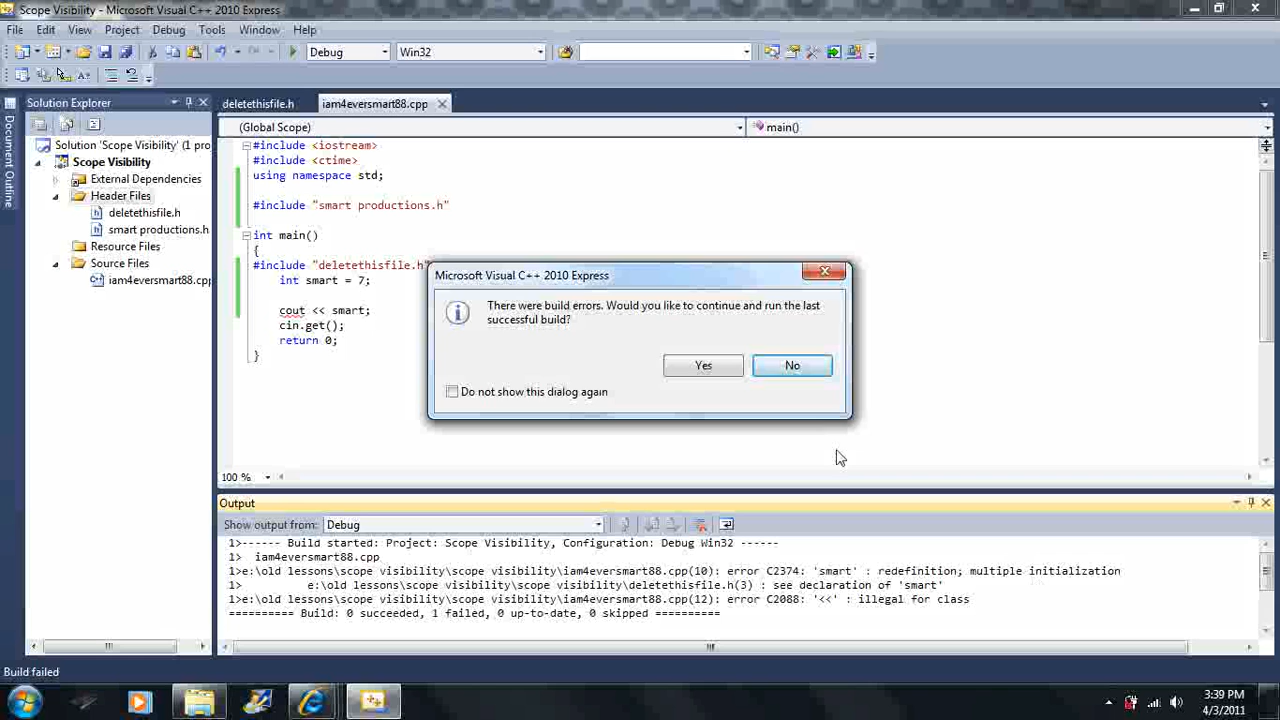 Scope Visibility - Microsoft Visual C++ 2010 Express
File Edit View Project Debug Tools Window Help
Debug Win32
Solution Explorer
deletethisfile.h iam4eversmart88.cpp
(Global Scope) main()
Document Outline
Solution 'Scope Visibility' (1 pro
Scope Visibility
External Dependencies
Header Files
deletethisfile.h
smart productions.h
Resource Files
Source Files
iam4eversmart88.cpp
#include <iostream>
#include <ctime>
using namespace std;
#include "smart productions.h"
int main()
{
#include "deletethisfile.h"
int smart = 7;
cout << smart;
cin.get();
return 0;
}
Microsoft Visual C++ 2010 Express
There were build errors. Would you like to continue and run the last
successful build?
Yes No
Do not show this dialog again
100 %
Output
Show output from: Debug
1>------ Build started: Project: Scope Visibility, Configuration: Debug Win32 ------
1> iam4eversmart88.cpp
1>e:\old lessons\scope visibility\scope visibility\iam4eversmart88.cpp(10): error C2374: 'smart' : redefinition; multiple initialization
1> e:\old lessons\scope visibility\scope visibility\deletethisfile.h(3) : see declaration of 'smart'
1>e:\old lessons\scope visibility\scope visibility\iam4eversmart88.cpp(12): error C2088: '<<' : illegal for class
========== Build: 0 succeeded, 1 failed, 0 up-to-date, 0 skipped ==========
Build failed
3:39 PM
4/3/2011